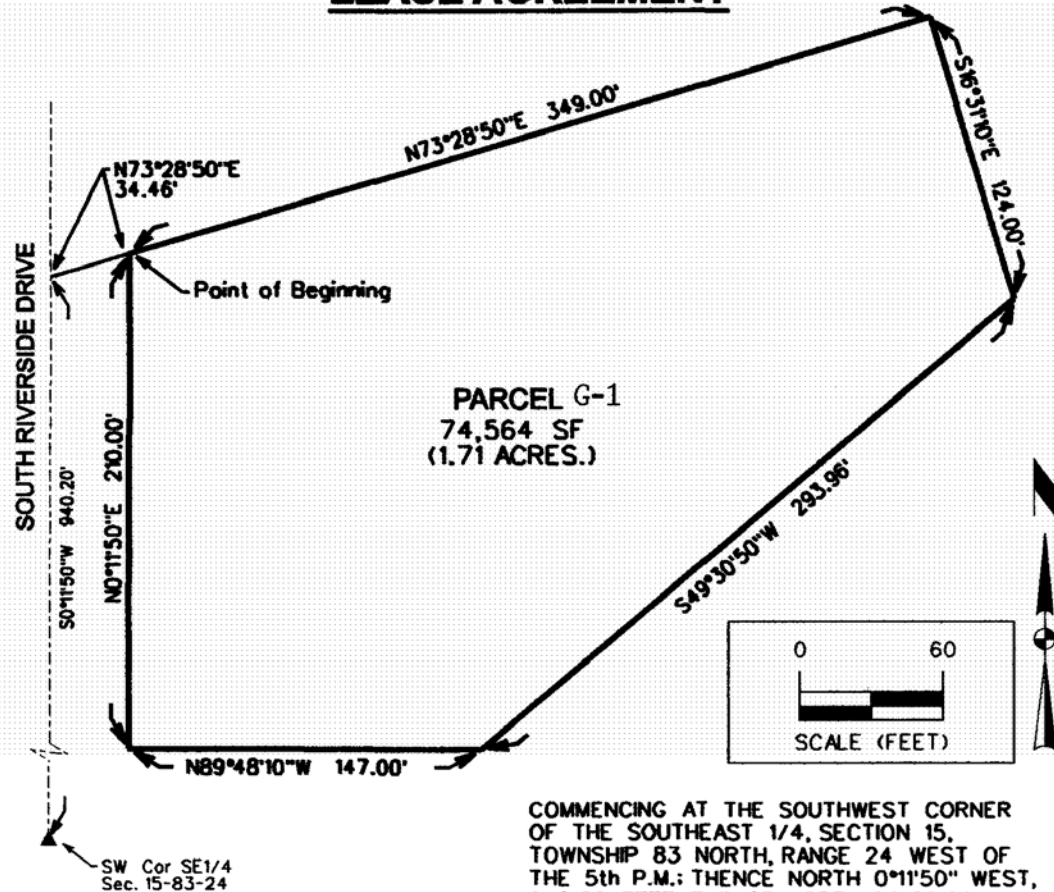 LEASE AGREEMENT
N73°28'50"E 349.00'
S16°31'10"E 124.00'
N73°28'50"E
34.46'
Point of Beginning
SOUTH RIVERSIDE DRIVE
S0°11'50"W 940.20'
N0°11'50"E 210.00'
PARCEL G-1
74,564 SF
(1.71 ACRES.)
S49°30'50"W 293.96'
N
0 60
SCALE (FEET)
N89°48'10"W 147.00'
SW Cor SE1/4
Sec. 15-83-24
COMMENCING AT THE SOUTHWEST CORNER
OF THE SOUTHEAST 1/4, SECTION 15,
TOWNSHIP 83 NORTH, RANGE 24 WEST OF
THE 5th P.M.; THENCE NORTH 0°11'50" WEST,